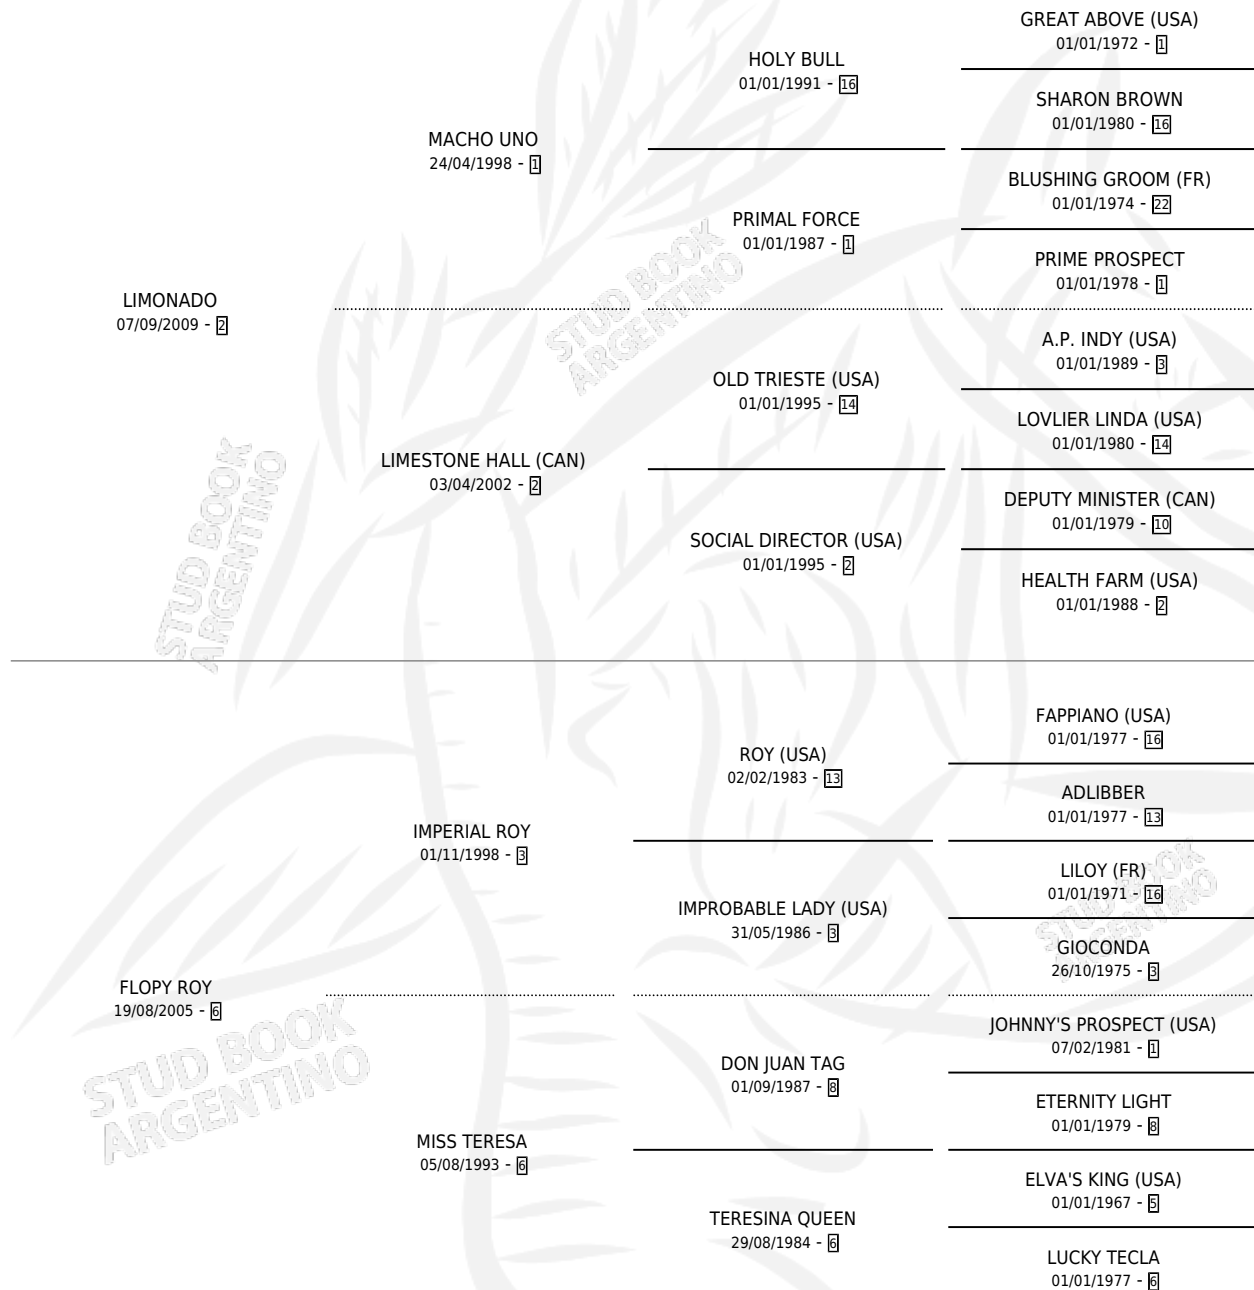 GREAT ABOVE (USA)
01/01/1972 - 1
HOLY BULL
01/01/1991 - 16
SHARON BROWN
01/01/1980 - 16
MACHO UNO
24/04/1998 - 1
BLUSHING GROOM (FR)
01/01/1974 - 22
PRIMAL FORCE
01/01/1987 - 1
PRIME PROSPECT
01/01/1978 - 1
LIMONADO
07/09/2009 - 2
A.P. INDY (USA)
01/01/1989 - 3
OLD TRIESTE (USA)
01/01/1995 - 14
LOVLIER LINDA (USA)
01/01/1980 - 14
LIMESTONE HALL (CAN)
03/04/2002 - 2
DEPUTY MINISTER (CAN)
01/01/1979 - 10
SOCIAL DIRECTOR (USA)
01/01/1995 - 2
HEALTH FARM (USA)
01/01/1988 - 2
FAPPIANO (USA)
01/01/1977 - 16
ROY (USA)
02/02/1983 - 13
ADLIBBER
01/01/1977 - 13
IMPERIAL ROY
01/11/1998 - 3
LILOY (FR)
01/01/1971 - 16
IMPROBABLE LADY (USA)
31/05/1986 - 3
GIOCONDA
26/10/1975 - 3
FLOPY ROY
19/08/2005 - 6
JOHNNY'S PROSPECT (USA)
07/02/1981 - 1
DON JUAN TAG
01/09/1987 - 8
ETERNITY LIGHT
01/01/1979 - 8
MISS TERESA
05/08/1993 - 6
ELVA'S KING (USA)
01/01/1967 - 5
TERESINA QUEEN
29/08/1984 - 6
LUCKY TECLA
01/01/1977 - 6
STUD BOOK
ARGENTINO
STUD BOOK
ARGENTINO
STUD BOOK
ARGENTINO
STUD BOOK
ARGENTINO